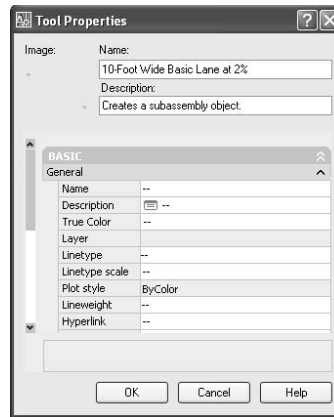 Tool Properties
Image:
Name:
10-Foot Wide Basic Lane at 2%
Description:
Creates a subassembly object.
BASIC
General
Name --
Description --
True Color --
Layer
Linetype --
Linetype scale --
Plot style ByColor
Lineweight --
Hyperlink --
OK Cancel Help